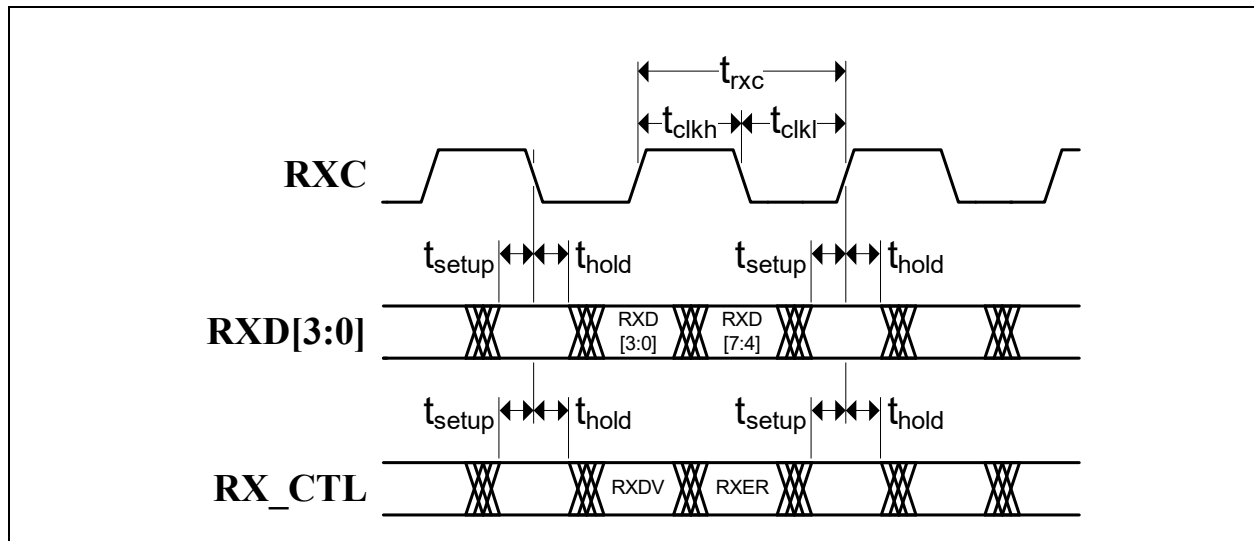 t_rxc
t_clkh t_clkl
RXC
t_setup t_hold t_setup t_hold
RXD[3:0] RXD RXD
[3:0] [7:4]
t_setup t_hold t_setup t_hold
RX_CTL RXDV RXER